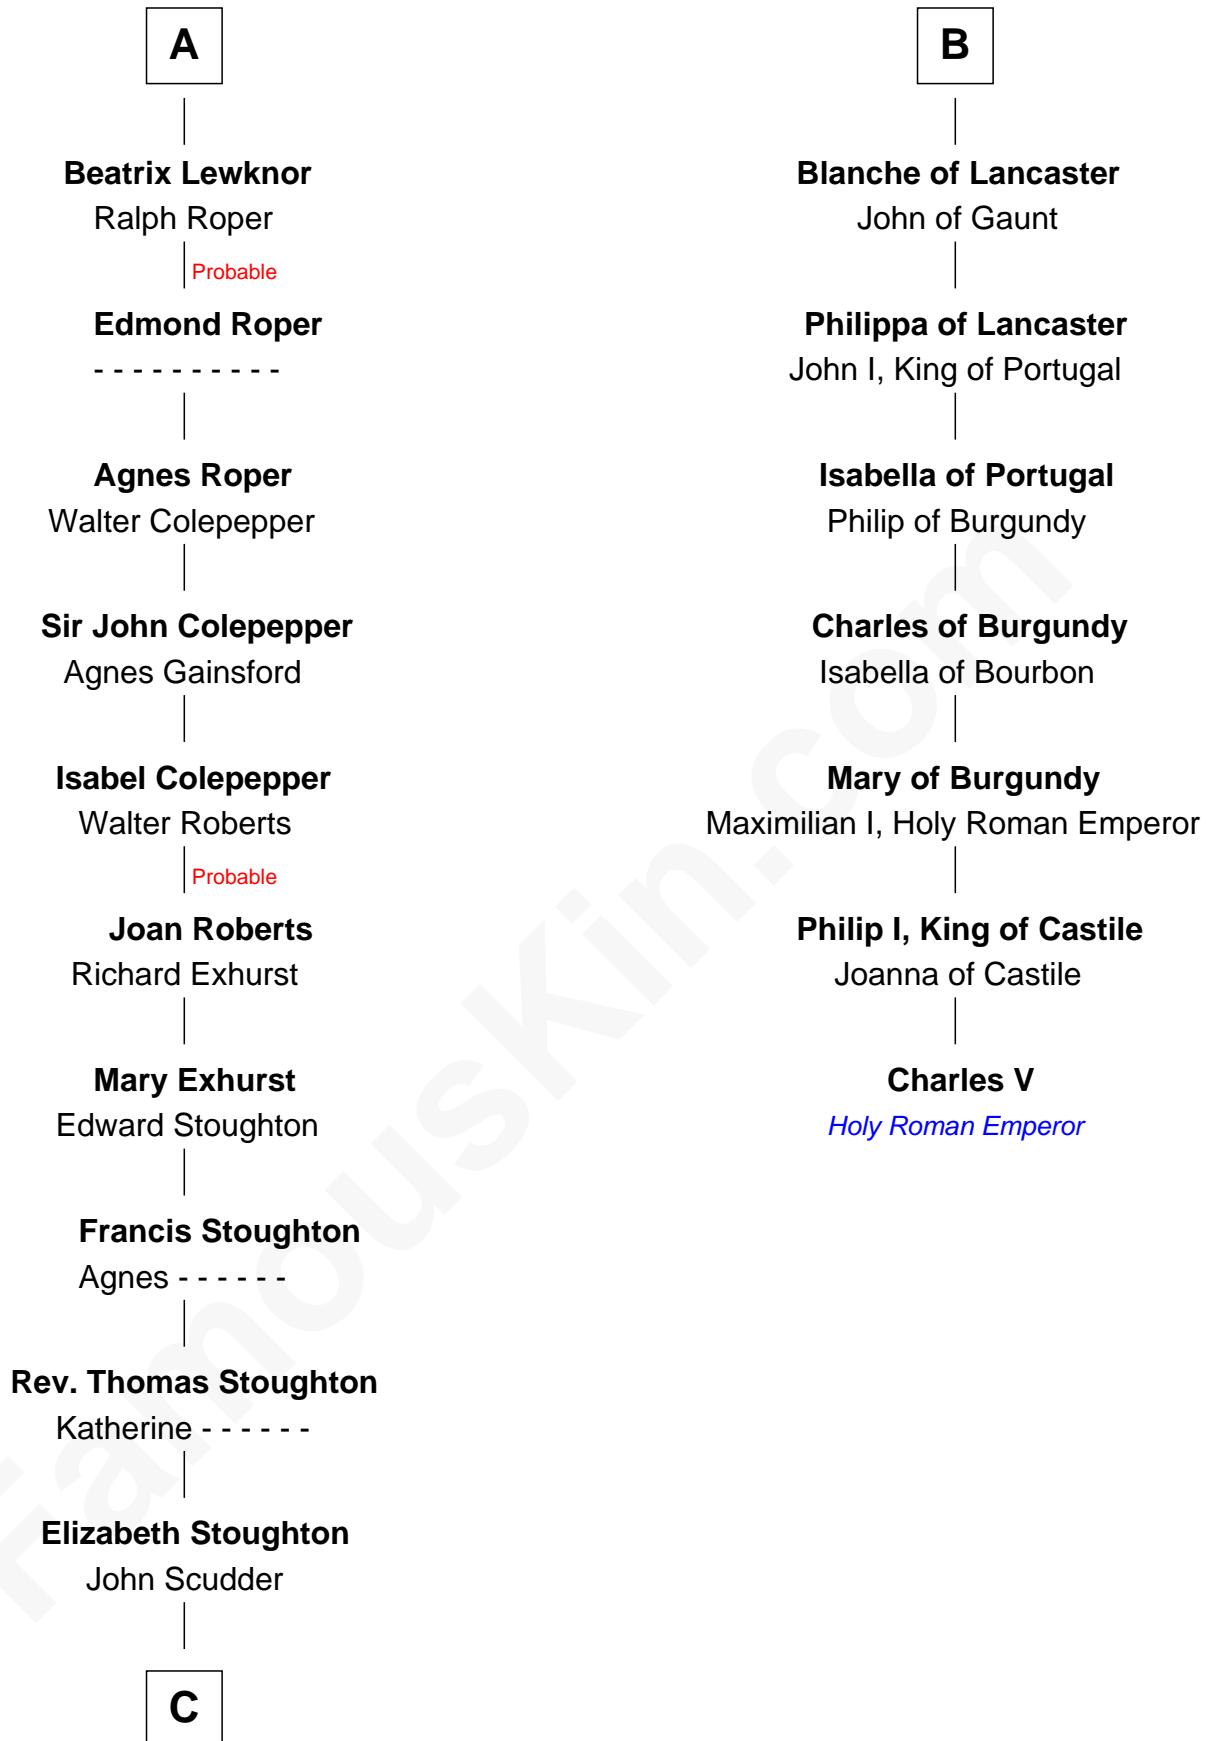 A
Beatrix Lewknor
Ralph Roper
Probable
Edmond Roper
- - - - - - - - - -
Agnes Roper
Walter Colepepper
Sir John Colepepper
Agnes Gainsford
Isabel Colepepper
Walter Roberts
Probable
Joan Roberts
Richard Exhurst
Mary Exhurst
Edward Stoughton
Francis Stoughton
Agnes - - - - - -
Rev. Thomas Stoughton
Katherine - - - - - -
Elizabeth Stoughton
John Scudder
C
B
Blanche of Lancaster
John of Gaunt
Philippa of Lancaster
John I, King of Portugal
Isabella of Portugal
Philip of Burgundy
Charles of Burgundy
Isabella of Bourbon
Mary of Burgundy
Maximilian I, Holy Roman Emperor
Philip I, King of Castile
Joanna of Castile
Charles V
Holy Roman Emperor
FamousKin.com